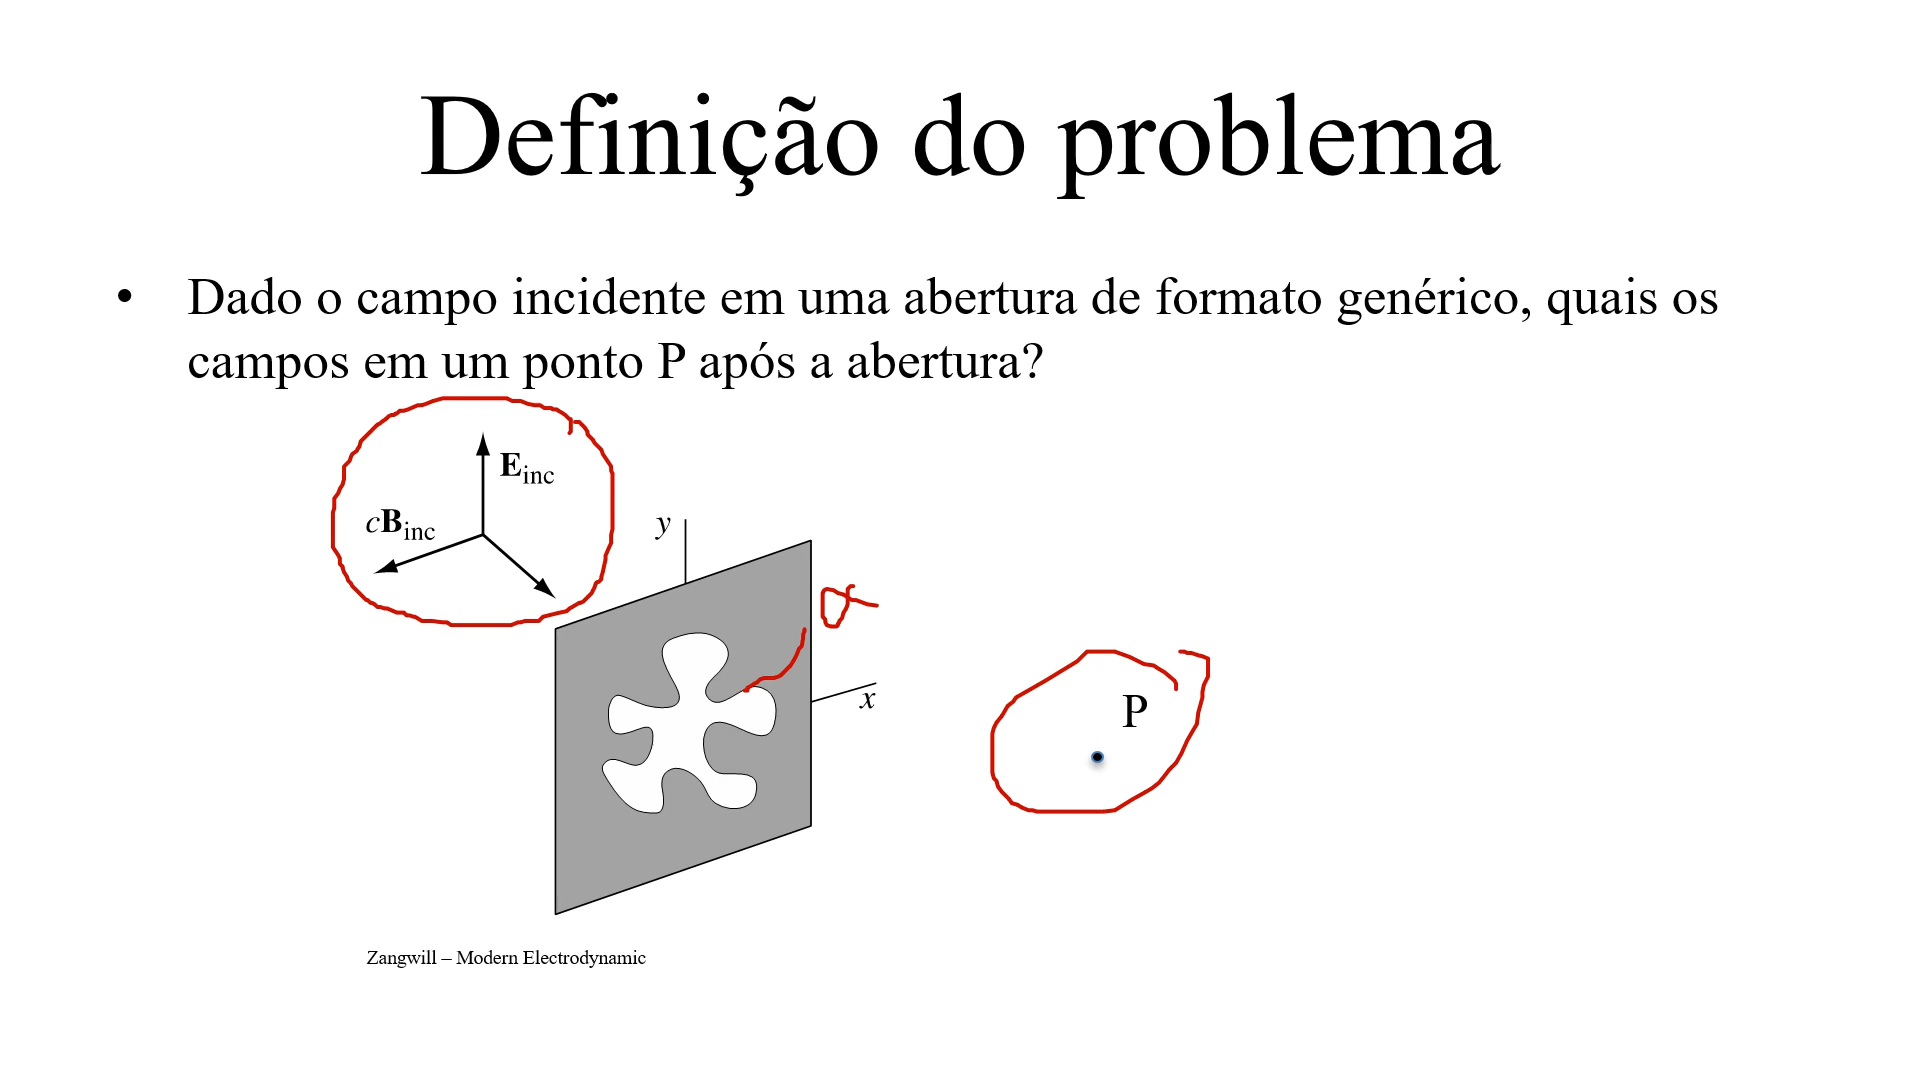 Definição do problema
• Dado o campo incidente em uma abertura de formato genérico, quais os
campos em um ponto P após a abertura?
E_inc
cB_inc
y
x
P
Zangwill – Modern Electrodynamic